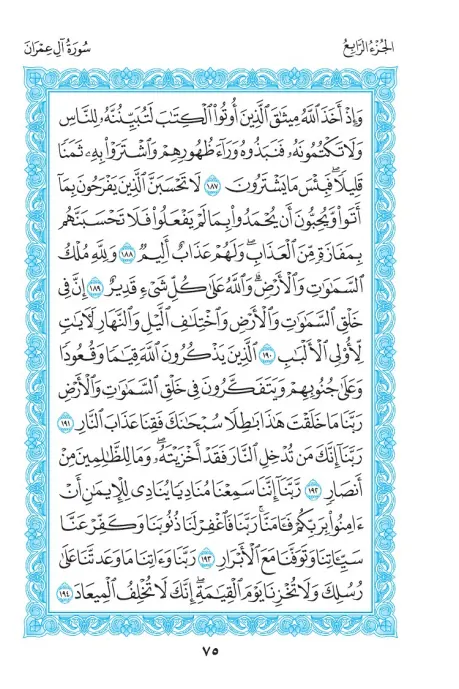 الجُزْءُ الرَّابِعُ
سُورَةُ آلِ عِمْرَانَ
وَإِذْ أَخَذَ ٱللَّهُ مِيثَٰقَ ٱلَّذِينَ أُوتُوا۟ ٱلْكِتَٰبَ لَتُبَيِّنُنَّهُۥ لِلنَّاسِ
وَلَا تَكْتُمُونَهُۥ فَنَبَذُوهُ وَرَآءَ ظُهُورِهِمْ وَٱشْتَرَوْا۟ بِهِۦ ثَمَنًا
قَلِيلًا ۖ فَبِئْسَ مَا يَشْتَرُونَ ١٨٧ لَا تَحْسَبَنَّ ٱلَّذِينَ يَفْرَحُونَ بِمَآ
أَتَوا۟ وَّيُحِبُّونَ أَن يُحْمَدُوا۟ بِمَا لَمْ يَفْعَلُوا۟ فَلَا تَحْسَبَنَّهُم
بِمَفَازَةٍ مِّنَ ٱلْعَذَابِ ۖ وَلَهُمْ عَذَابٌ أَلِيمٌ ١٨٨ وَلِلَّهِ مُلْكُ
ٱلسَّمَٰوَٰتِ وَٱلْأَرْضِ ۗ وَٱللَّهُ عَلَىٰ كُلِّ شَىْءٍ قَدِيرٌ ١٨٩ إِنَّ فِى
خَلْقِ ٱلسَّمَٰوَٰتِ وَٱلْأَرْضِ وَٱخْتِلَٰفِ ٱلَّيْلِ وَٱلنَّهَارِ لَءَايَٰتٍ
لِّأُو۟لِى ٱلْأَلْبَٰبِ ١٩٠ ٱلَّذِينَ يَذْكُرُونَ ٱللَّهَ قِيَٰمًا وَقُعُودًا
وَعَلَىٰ جُنُوبِهِمْ وَيَتَفَكَّرُونَ فِى خَلْقِ ٱلسَّمَٰوَٰتِ وَٱلْأَرْضِ
رَبَّنَا مَا خَلَقْتَ هَٰذَا بَٰطِلًا سُبْحَٰنَكَ فَقِنَا عَذَابَ ٱلنَّارِ ١٩١
رَبَّنَآ إِنَّكَ مَن تُدْخِلِ ٱلنَّارَ فَقَدْ أَخْزَيْتَهُۥ ۖ وَمَا لِلظَّٰلِمِينَ مِنْ
أَنصَارٍ ١٩٢ رَّبَّنَآ إِنَّنَا سَمِعْنَا مُنَادِيًا يُنَادِى لِلْإِيمَٰنِ أَنْ
ءَامِنُوا۟ بِرَبِّكُمْ فَـَٔامَنَّا ۚ رَبَّنَا فَٱغْفِرْ لَنَا ذُنُوبَنَا وَكَفِّرْ عَنَّا
سَيِّـَٔاتِنَا وَتَوَفَّنَا مَعَ ٱلْأَبْرَارِ ١٩٣ رَبَّنَا وَءَاتِنَا مَا وَعَدتَّنَا عَلَىٰ
رُسُلِكَ وَلَا تُخْزِنَا يَوْمَ ٱلْقِيَٰمَةِ ۗ إِنَّكَ لَا تُخْلِفُ ٱلْمِيعَادَ ١٩٤
٧٥